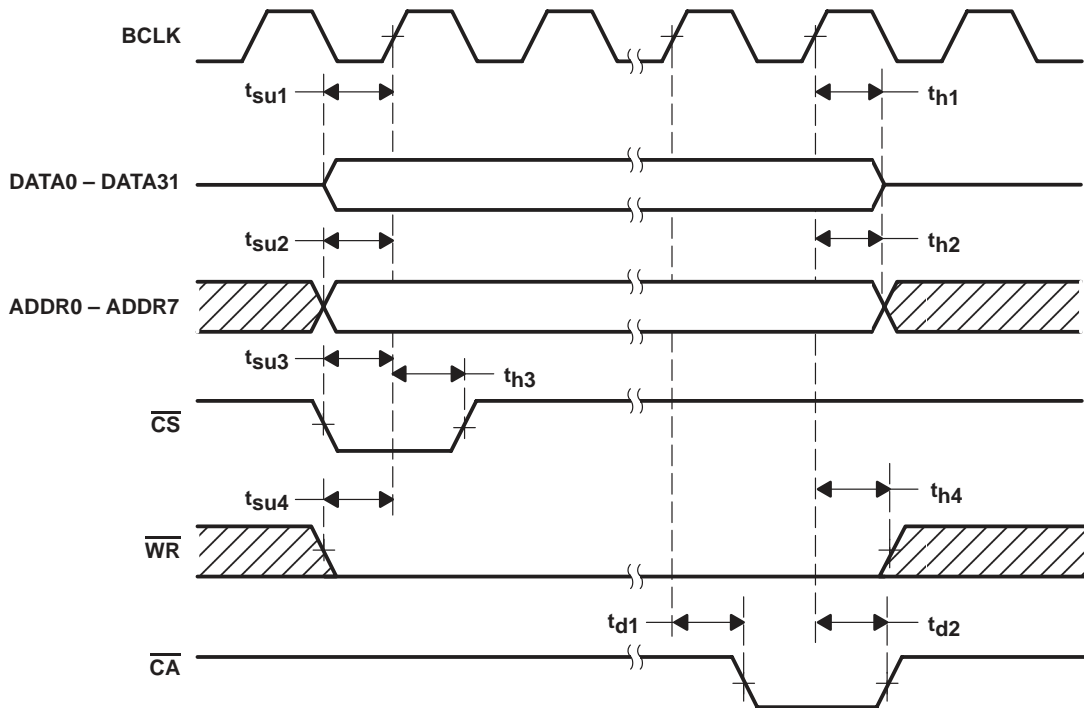 BCLK
tsu1
th1
DATA0 – DATA31
tsu2
th2
ADDR0 – ADDR7
tsu3
th3
CS
tsu4
th4
WR
td1
td2
CA